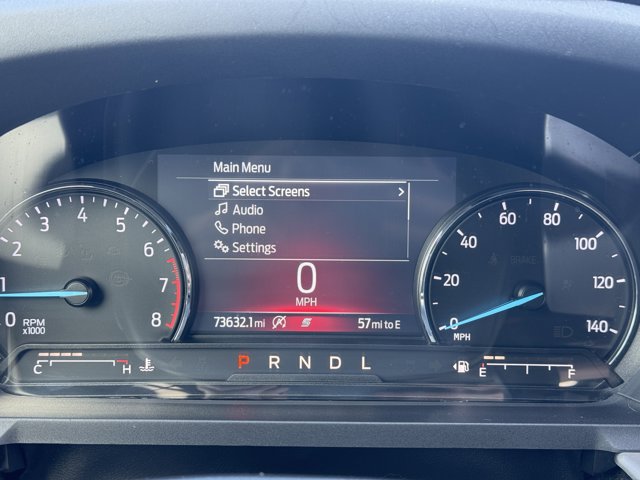 Main Menu
Select Screens >
Audio
Phone
Settings
0
MPH
73632.1 mi 57 mi to E
0 1 2 3 4 5 6 7 8
RPM
x1000
0 20 40 60 80 100 120 140
MPH
BRAKE
C H
P R N D L
E F